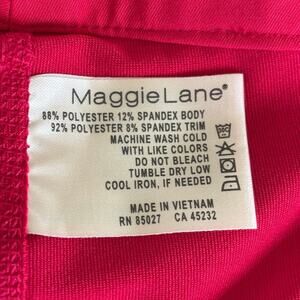 MaggieLane®
88% POLYESTER 12% SPANDEX BODY
92% POLYESTER 8% SPANDEX TRIM
MACHINE WASH COLD
WITH LIKE COLORS
DO NOT BLEACH
TUMBLE DRY LOW
COOL IRON, IF NEEDED
MADE IN VIETNAM
RN 85027 CA 45232